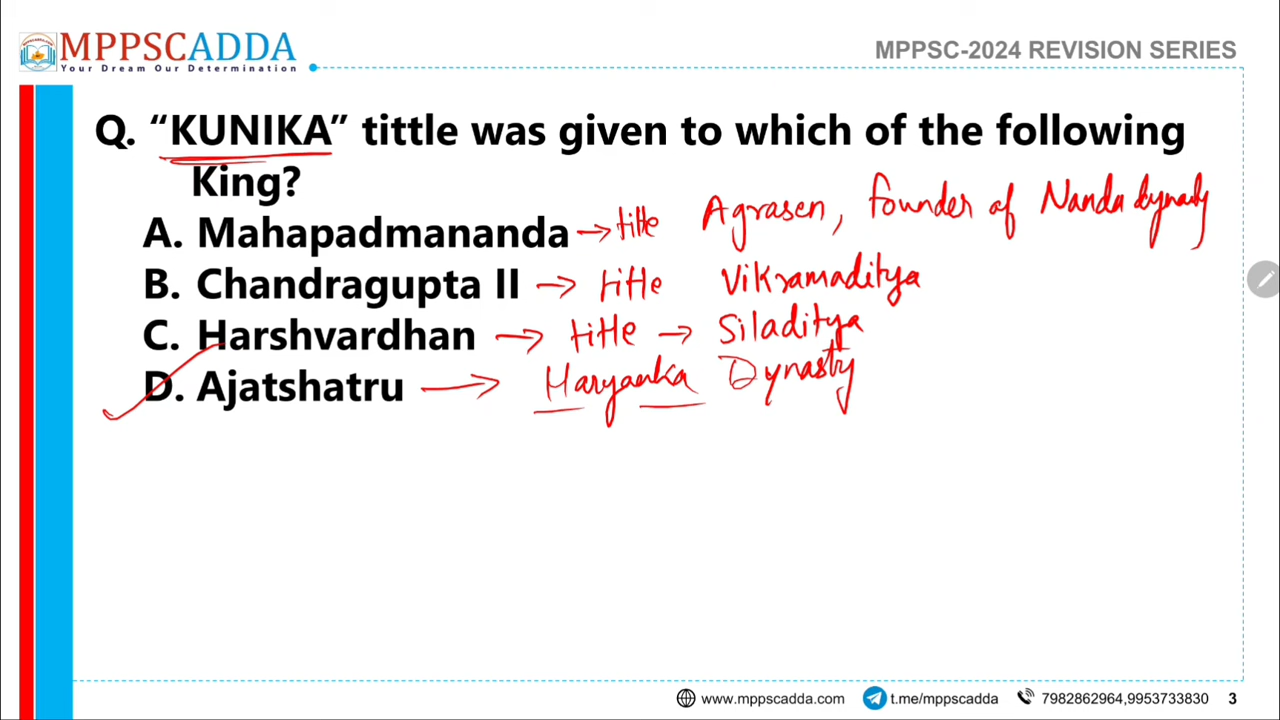 MPPSCADDA
Your Dream Our Determination
MPPSC-2024 REVISION SERIES
Q. “KUNIKA” tittle was given to which of the following
King?
A. Mahapadmananda → title Agrasen, founder of Nanda dynasty
B. Chandragupta II → title Vikramaditya
C. Harshvardhan → title → Siladitya
D. Ajatshatru → Haryanka Dynasty
www.mppscadda.com t.me/mppscadda 7982862964,9953733830 3